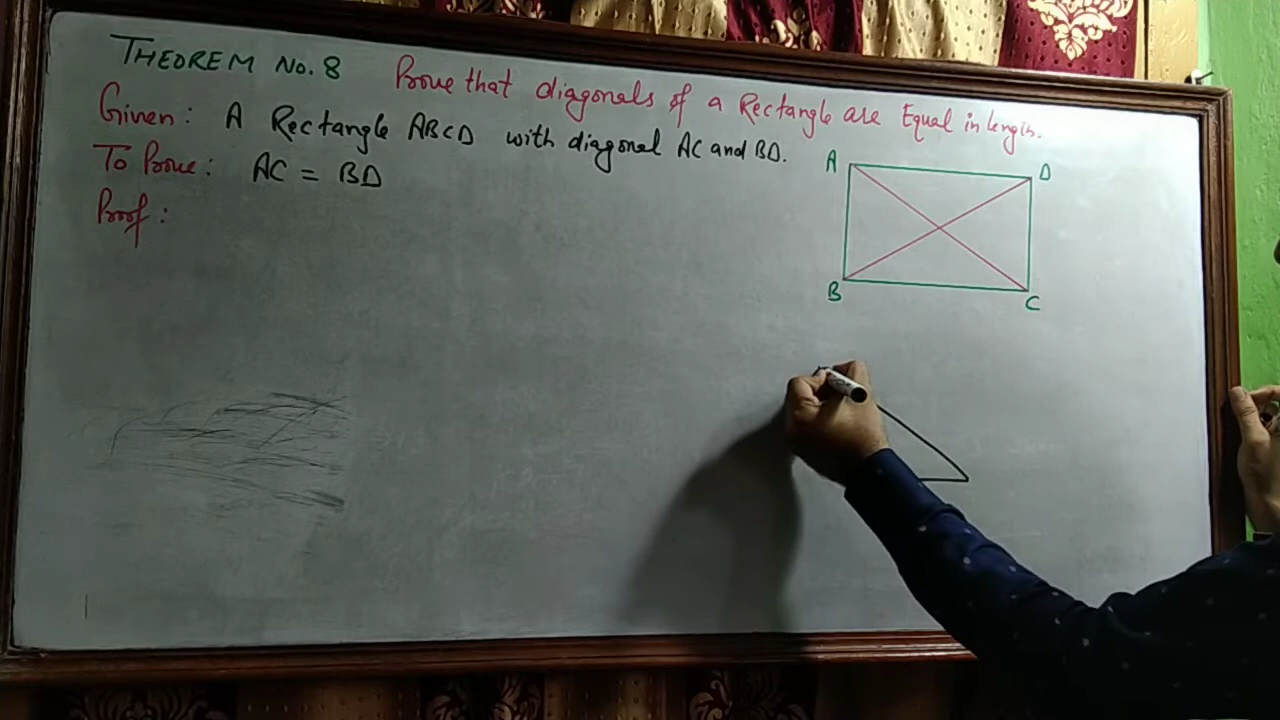 THEOREM NO. 8 Prove that diagonals of a Rectangle are Equal in length.
Given: A Rectangle ABCD with diagonal AC and BD.
To Prove: AC = BD
Proof:
A D
B C